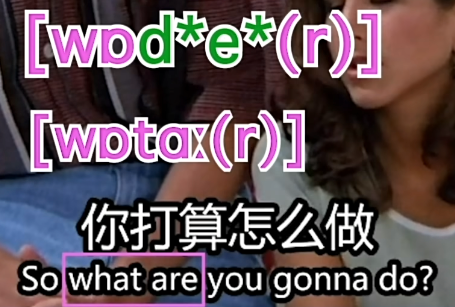 [wɒd*e*(r)]
[wɒtɑː(r)]
你打算怎么做
So what are you gonna do?